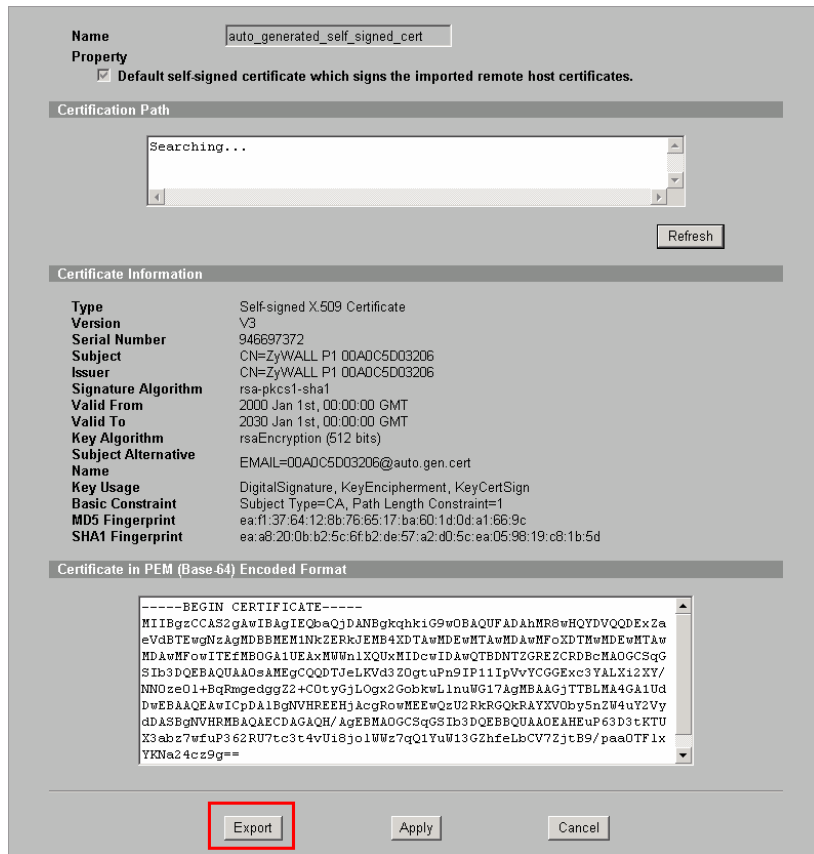 Name auto_generated_self_signed_cert
Property
Default self-signed certificate which signs the imported remote host certificates.
Certification Path
Searching...
Refresh
Certificate Information
Type Self-signed X.509 Certificate
Version V3
Serial Number 946697372
Subject CN=ZyWALL P1 00A0C5D03206
Issuer CN=ZyWALL P1 00A0C5D03206
Signature Algorithm rsa-pkcs1-sha1
Valid From 2000 Jan 1st, 00:00:00 GMT
Valid To 2030 Jan 1st, 00:00:00 GMT
Key Algorithm rsaEncryption (512 bits)
Subject Alternative
Name EMAIL=00A0C5D03206@auto.gen.cert
Key Usage DigitalSignature, KeyEncipherment, KeyCertSign
Basic Constraint Subject Type=CA, Path Length Constraint=1
MD5 Fingerprint ea:f1:37:64:12:8b:76:65:17:ba:60:1d:0d:a1:66:9c
SHA1 Fingerprint ea:a8:20:0b:b2:5c:6f:b2:de:57:a2:d0:5c:ea:05:98:19:c8:1b:5d
Certificate in PEM (Base-64) Encoded Format
-----BEGIN CERTIFICATE-----
MIIBgzCCAS2gAwIBAgIEQbaQjDANBgkqhkiG9w0BAQUFADAhMR8wHQYDVQQDExZa
eVdBTEwgNzAgMDBBMEM1NkZERkJEMB4XDTAwMDEwMTAwMDAwMFoXDTMwMDEwMTAw
MDAwMFowITEfMB0GA1UEAxMWWnlXQUxMIDcwIDAwQTBDNTZGREZCRDBcMA0GCSqG
SIb3DQEBAQUAA0sAMEgCQQDTJeLKVd3Z0gtuPn9IP11IpVvYCGGExc3YALXi2XY/
NN0ze01+BqRmgedggZ2+C0tyGjLOgx2GobkwL1nuWG17AgMBAAGjTTBLMA4GA1Ud
DwEBAAQEAwICpDAlBgNVHREEHjAcgRowMEEwQzU2RkRGQkRAYXV0by5nZW4uY2Vy
dDASBgNVHRMBAQAECDAGAQH/AgEBMA0GCSqGSIb3DQEBBQUAA0EAHEuP63D3tKTU
X3abz7wfuP362RU7tc3t4vUi8jolWWz7qQ1YuW13GZhfeLbCV7ZjtB9/paa0TFlx
YKNa24cz9g==
Export Apply Cancel